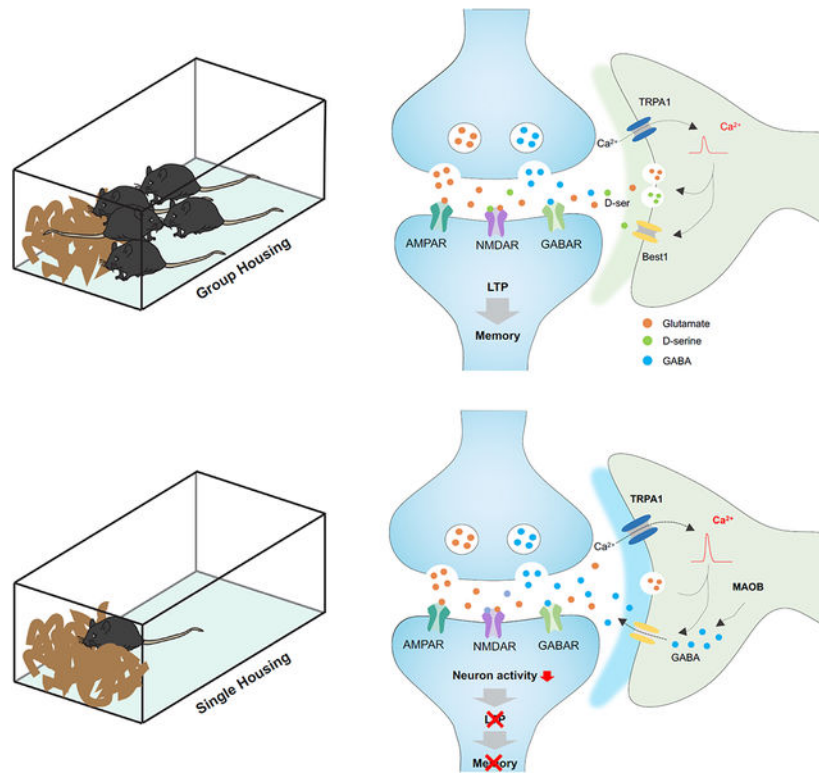 Group Housing
TRPA1
Ca²⁺
Ca²⁺
D-ser
AMPAR
NMDAR
GABAR
Best1
LTP
Memory
Glutamate
D-serine
GABA
Single Housing
TRPA1
Ca²⁺
Ca²⁺
MAOB
GABA
AMPAR
NMDAR
GABAR
Neuron activity
LTP
Memory